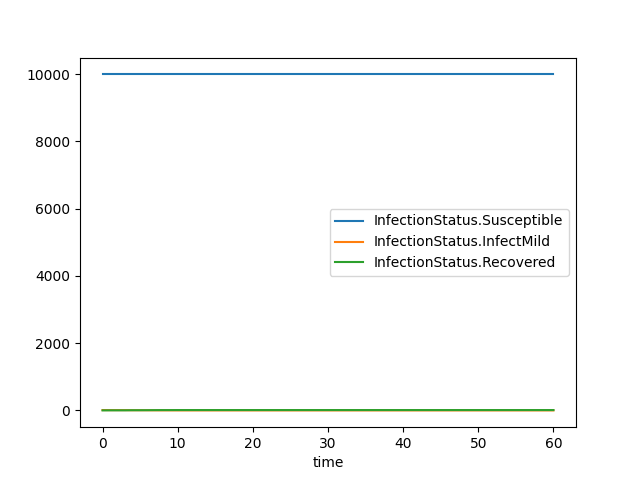 10000
8000
6000
4000
2000
0
InfectionStatus.Susceptible
InfectionStatus.InfectMild
InfectionStatus.Recovered
0 10 20 30 40 50 60
time